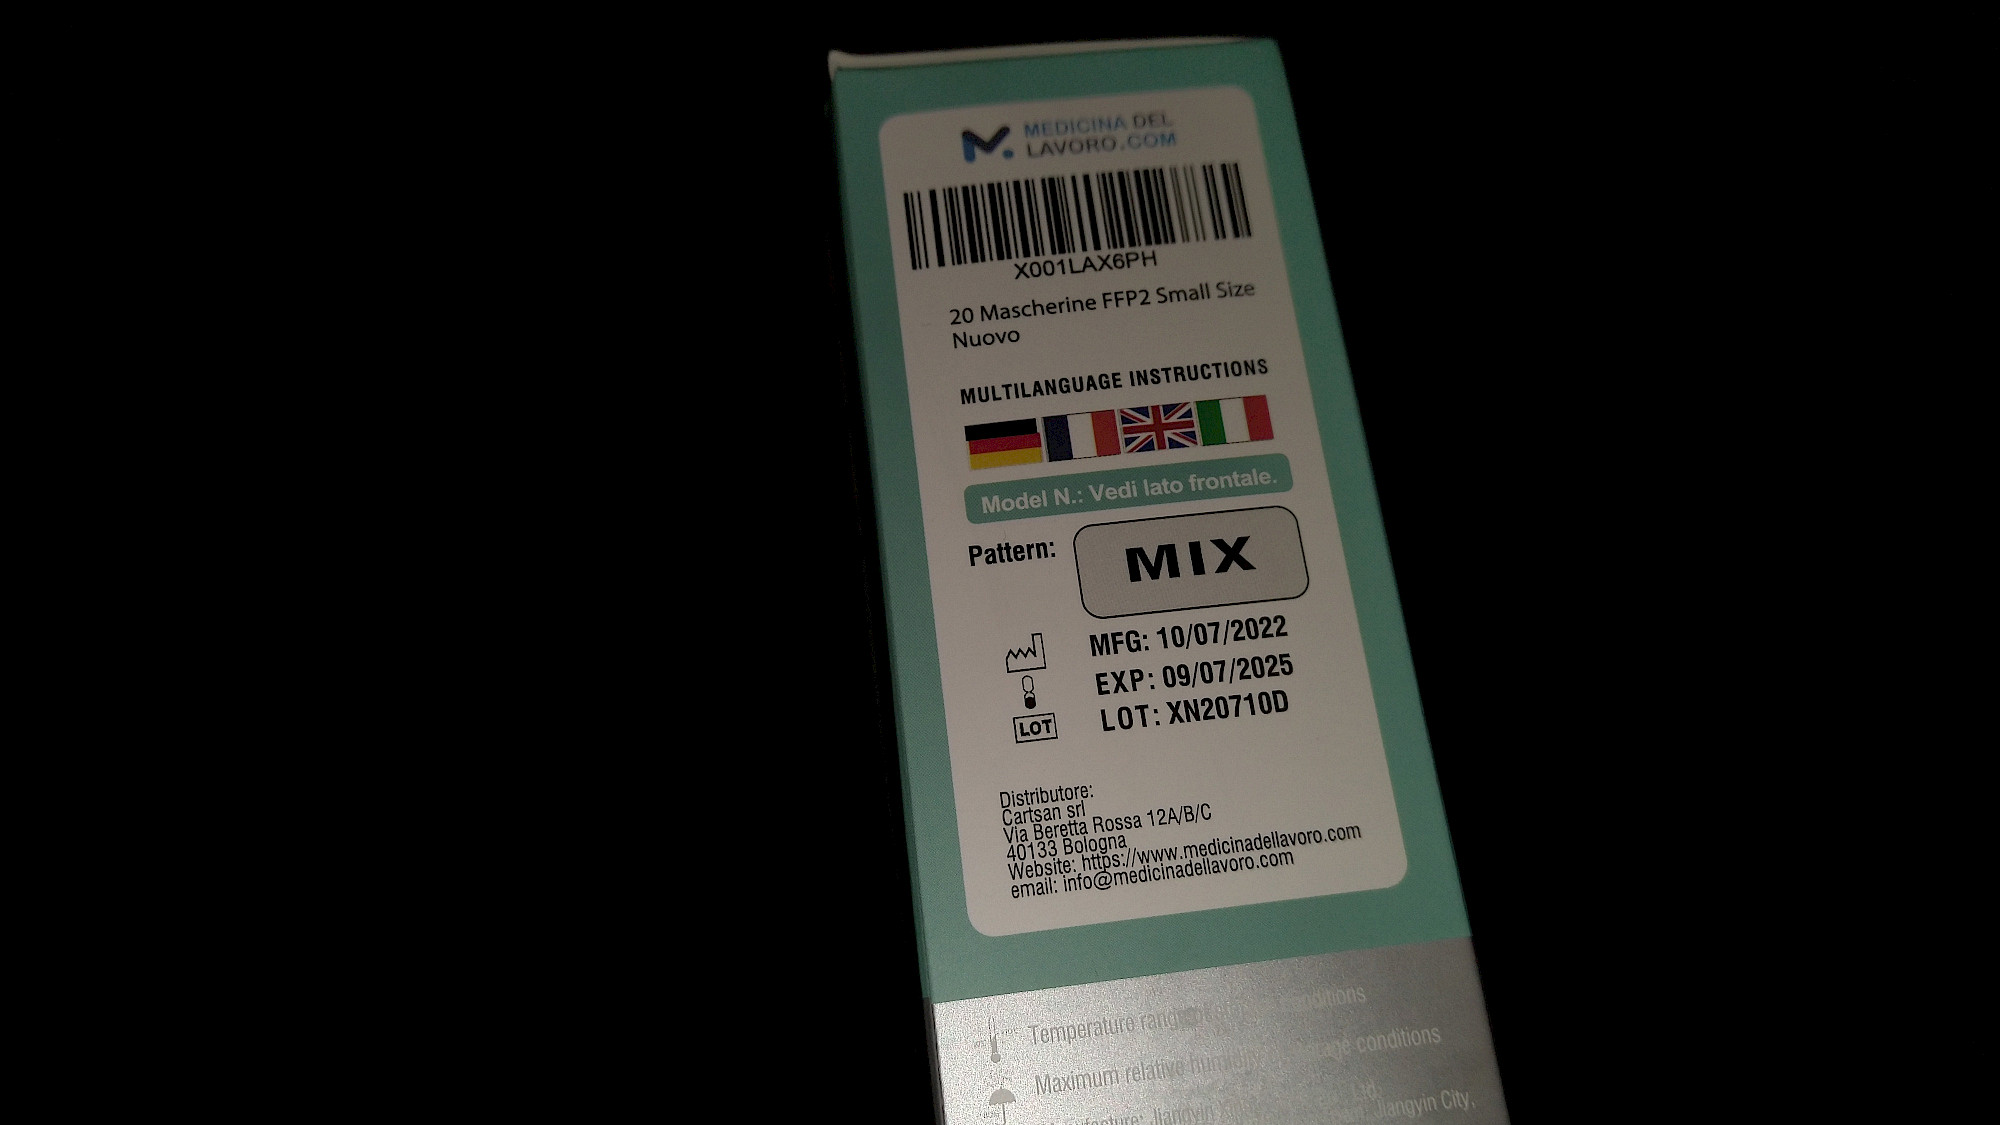 MEDICINA DEL
LAVORO.COM
X001LAX6PH
20 Mascherine FFP2 Small Size
Nuovo
MULTILANGUAGE INSTRUCTIONS
Model N.: Vedi lato frontale.
Pattern: MIX
MFG: 10/07/2022
EXP: 09/07/2025
LOT LOT: XN20710D
Distributore:
Cartsan srl
Via Beretta Rossa 12A/B/C
40133 Bologna
Website: https://www.medicinadellavoro.com
email: info@medicinadellavoro.com
Temperature conditions
Maximum relative conditions
Jiangyin Ltd.
Jiangyin City,